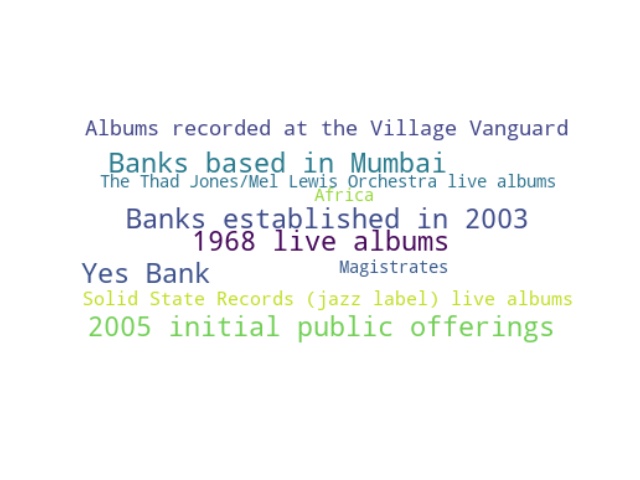 Albums recorded at the Village Vanguard
Banks based in Mumbai
The Thad Jones/Mel Lewis Orchestra live albums
Africa
Banks established in 2003
1968 live albums
Magistrates
Yes Bank
Solid State Records (jazz label) live albums
2005 initial public offerings